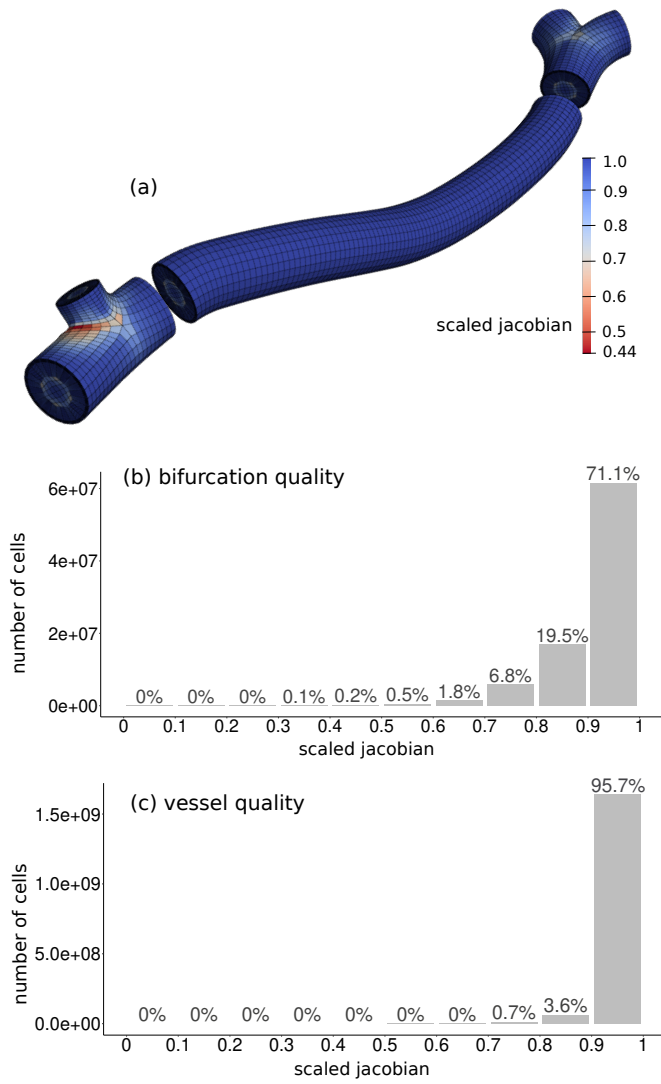 (a)
1.0
0.9
0.8
0.7
0.6
scaled jacobian
0.5
0.44
(b) bifurcation quality
number of cells
6e+07
4e+07
2e+07
0e+00
0% 0% 0% 0.1% 0.2% 0.5% 1.8% 6.8% 19.5% 71.1%
0 0.1 0.2 0.3 0.4 0.5 0.6 0.7 0.8 0.9 1
scaled jacobian
(c) vessel quality
number of cells
1.5e+09
1.0e+09
5.0e+08
0.0e+00
0% 0% 0% 0% 0% 0% 0% 0.7% 3.6% 95.7%
0 0.1 0.2 0.3 0.4 0.5 0.6 0.7 0.8 0.9 1
scaled jacobian